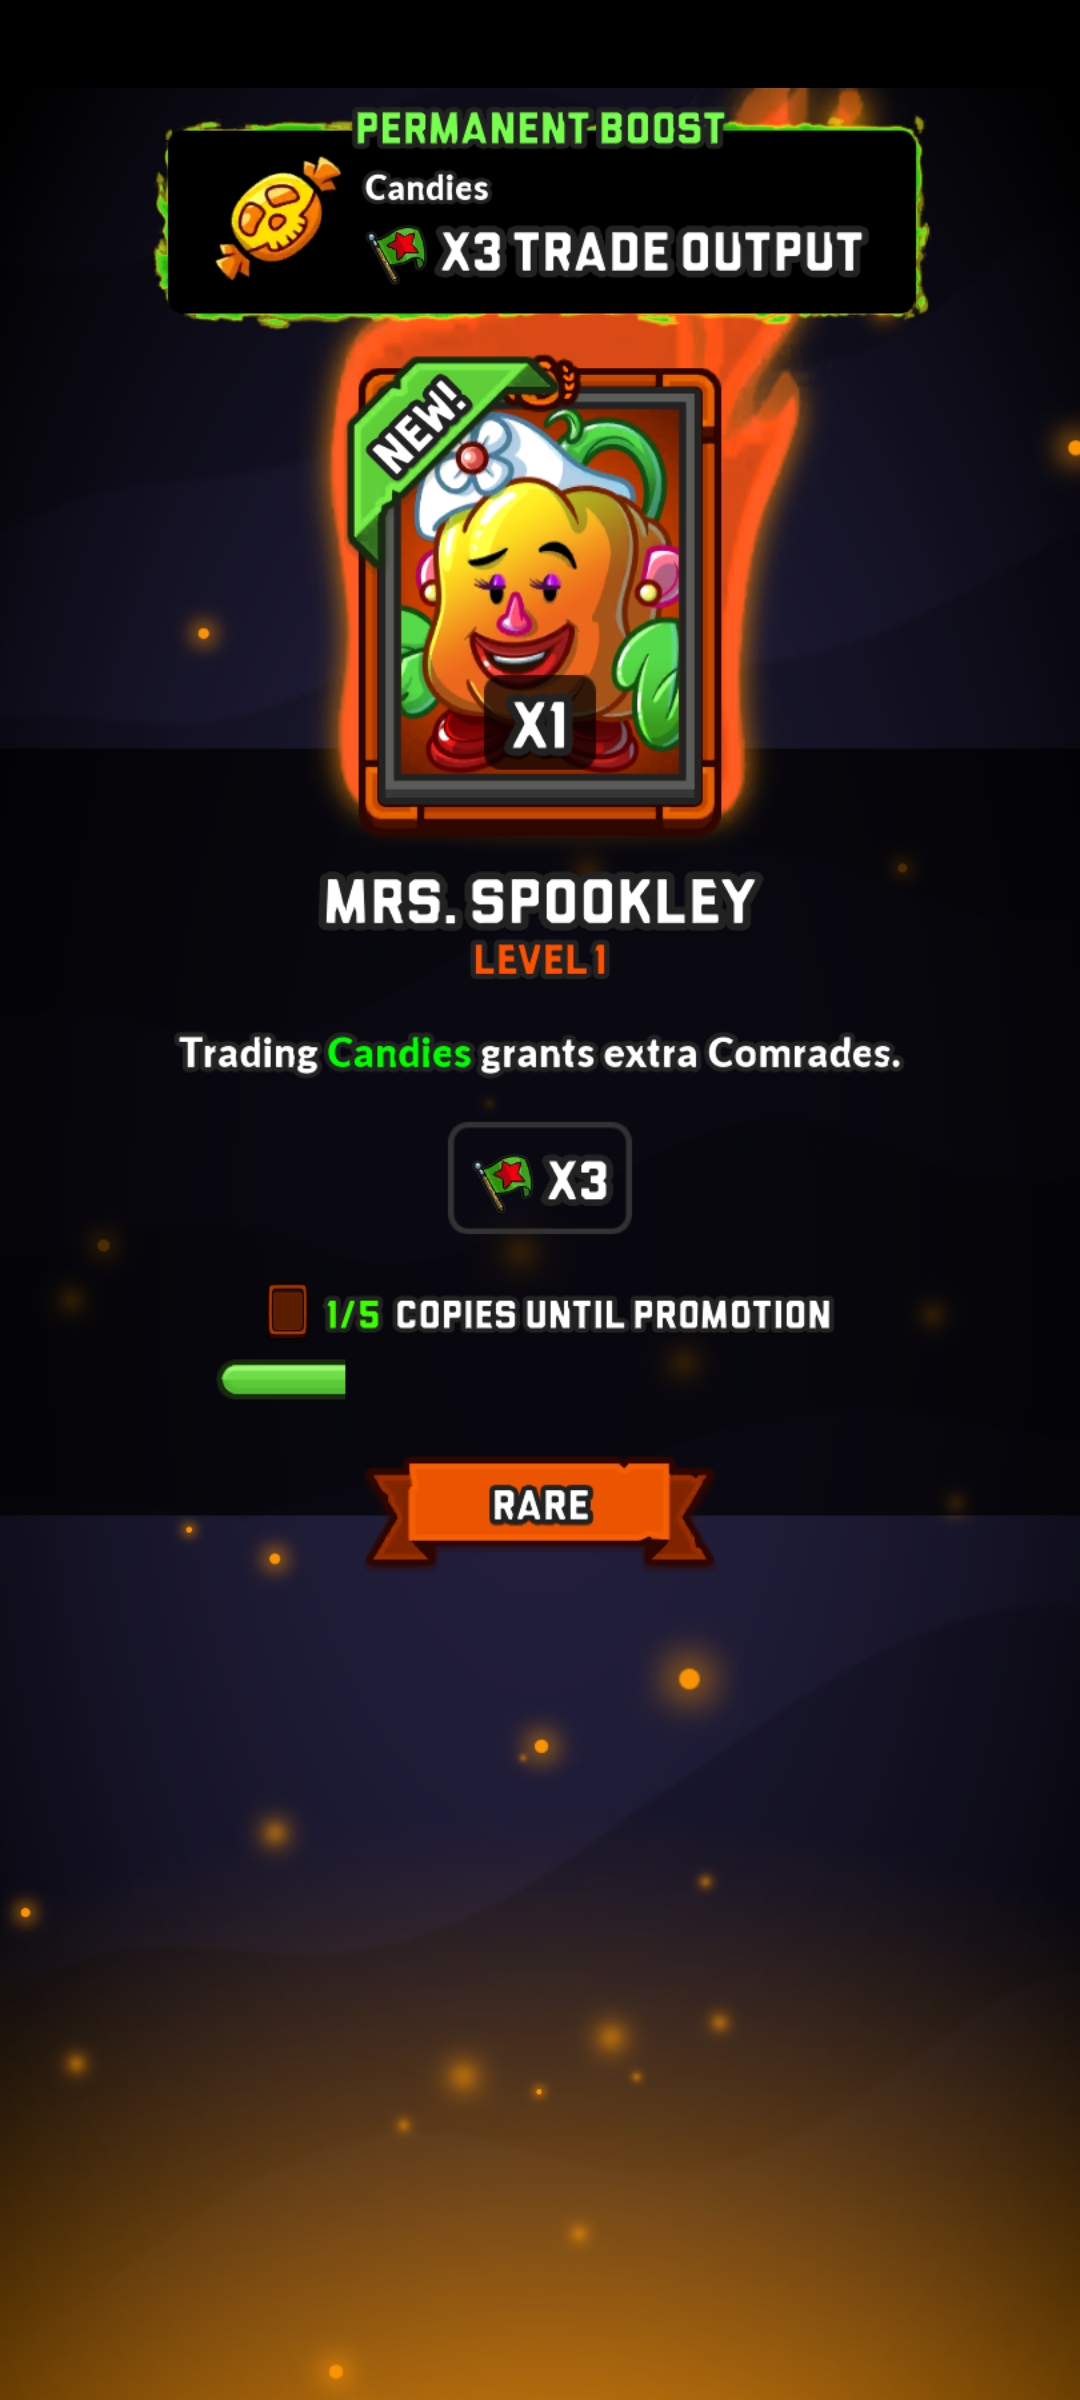 PERMANENT BOOST
Candies
X3 TRADE OUTPUT
NEW!
X1
MRS. SPOOKLEY
LEVEL 1
Trading Candies grants extra Comrades.
X3
1/5 COPIES UNTIL PROMOTION
RARE